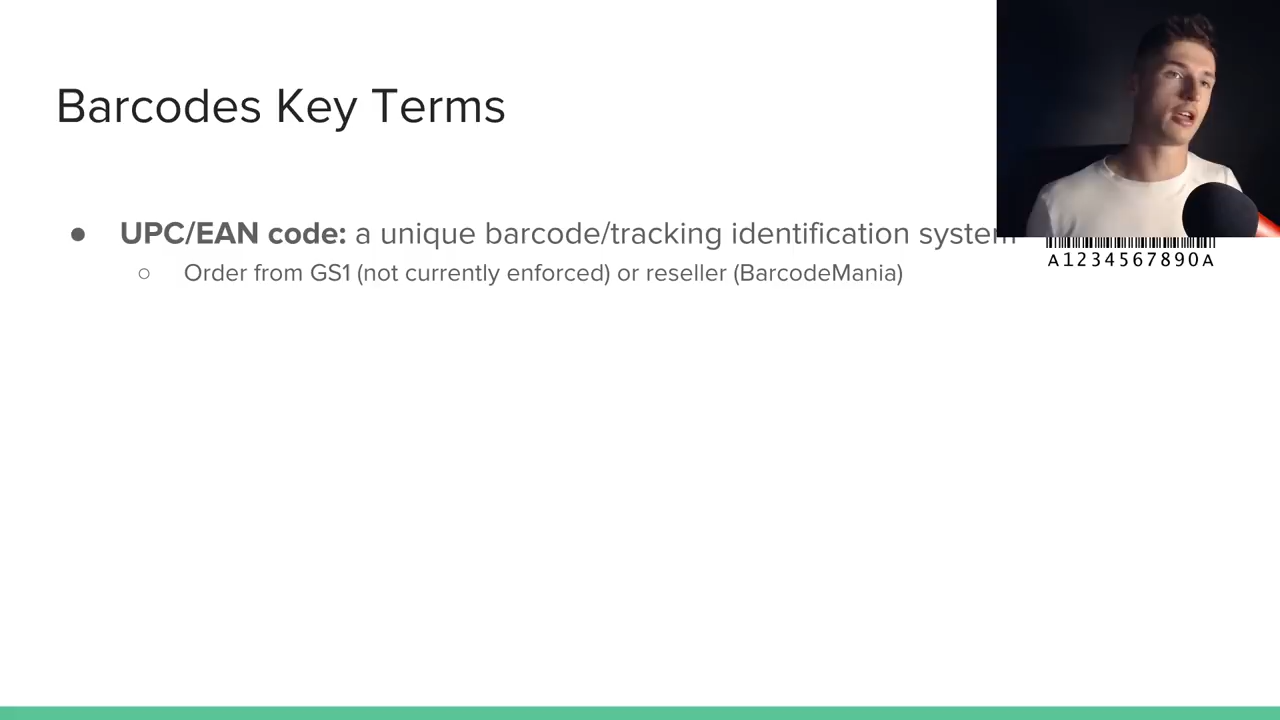 Barcodes Key Terms
● UPC/EAN code: a unique barcode/tracking identification system
○ Order from GS1 (not currently enforced) or reseller (BarcodeMania)
A1234567890A